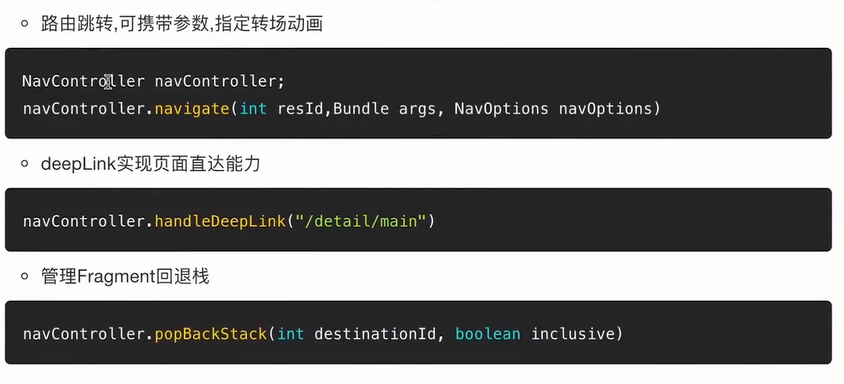 路由跳转,可携带参数,指定转场动画
NavController navController;
navController.navigate(int resId,Bundle args, NavOptions navOptions)
deepLink实现页面直达能力
navController.handleDeepLink("/detail/main")
管理Fragment回退栈
navController.popBackStack(int destinationId, boolean inclusive)